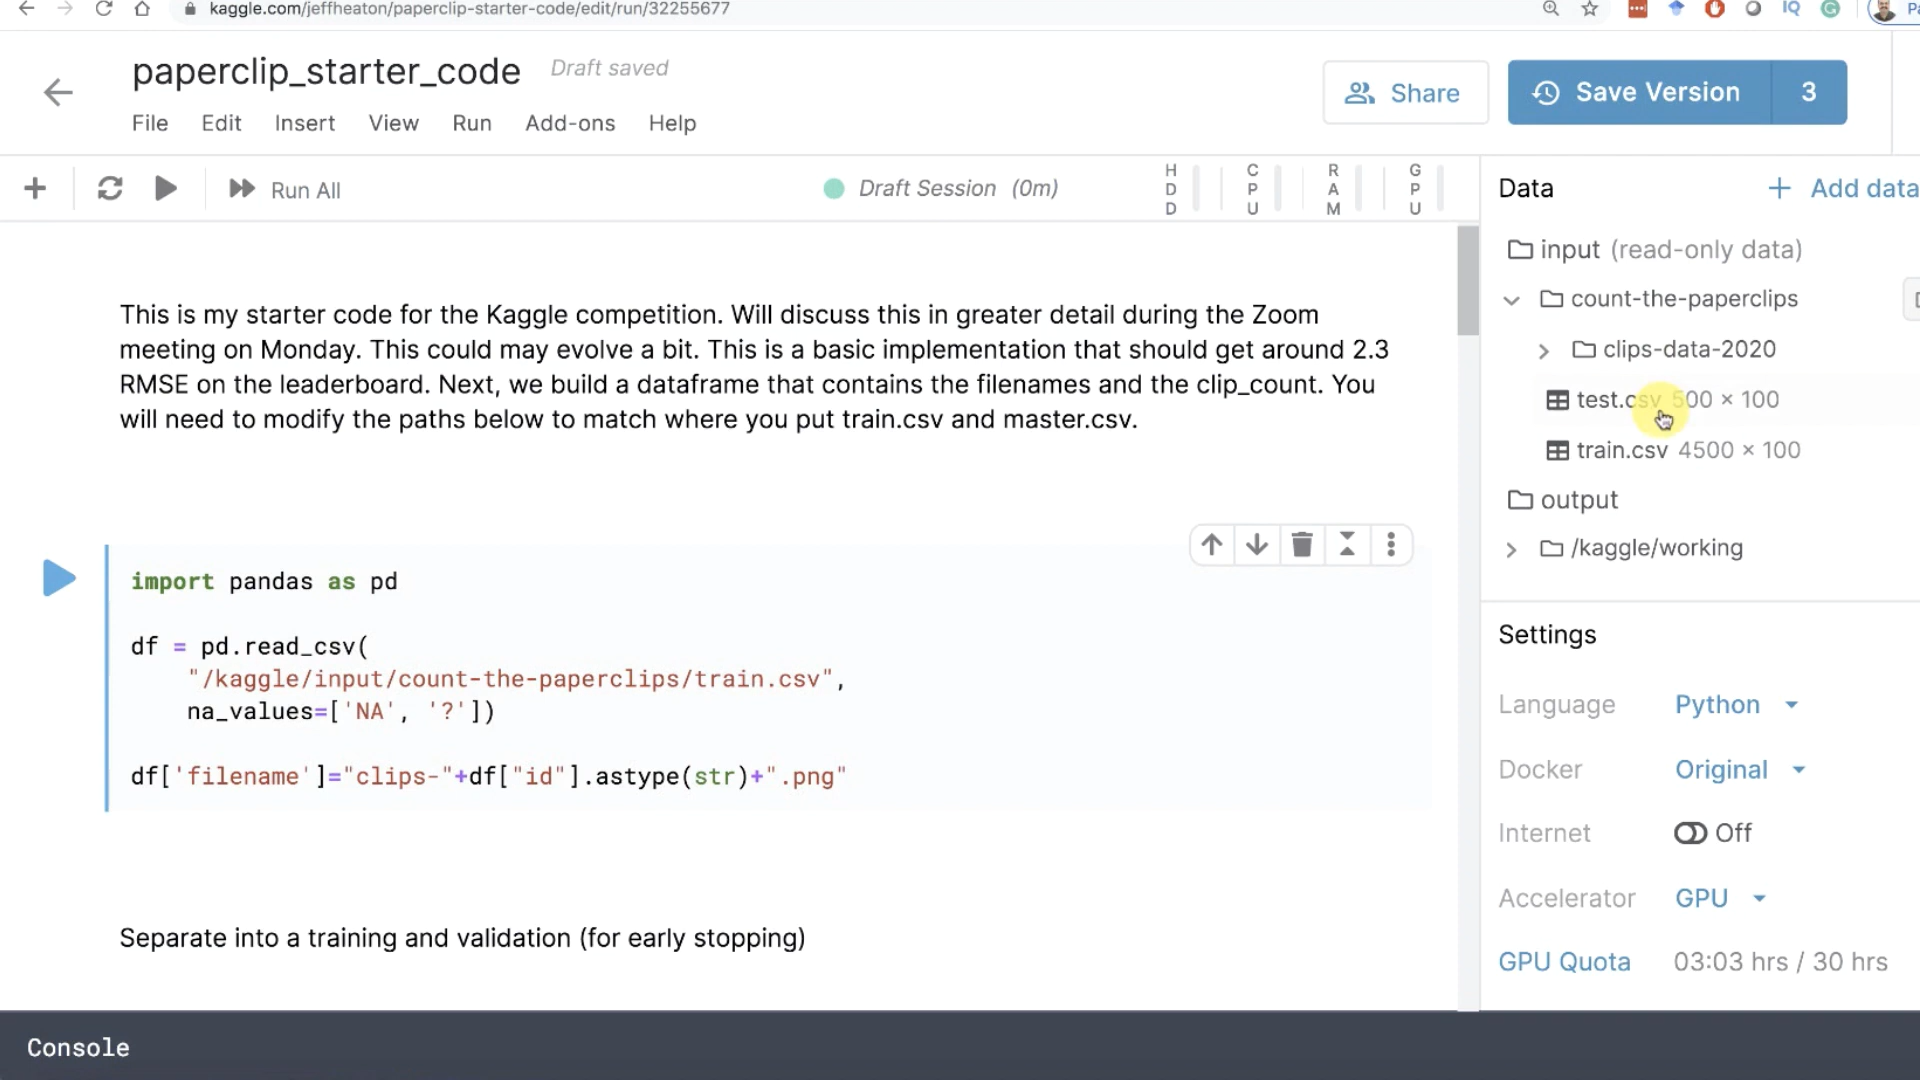 kaggle.com/jeffheaton/paperclip-starter-code/edit/run/32255677
IQ
paperclip_starter_code Draft saved
Share
Save Version 3
File Edit Insert View Run Add-ons Help
Run All
Draft Session (0m)
HDD CPU RAM GPU
This is my starter code for the Kaggle competition. Will discuss this in greater detail during the Zoom
meeting on Monday. This could may evolve a bit. This is a basic implementation that should get around 2.3
RMSE on the leaderboard. Next, we build a dataframe that contains the filenames and the clip_count. You
will need to modify the paths below to match where you put train.csv and master.csv.
import pandas as pd
df = pd.read_csv(
"/kaggle/input/count-the-paperclips/train.csv",
na_values=['NA', '?'])
df['filename']="clips-"+df["id"].astype(str)+".png"
Separate into a training and validation (for early stopping)
Data + Add data
input (read-only data)
count-the-paperclips
clips-data-2020
test.csv 500 × 100
train.csv 4500 × 100
output
/kaggle/working
Settings
Language Python
Docker Original
Internet Off
Accelerator GPU
GPU Quota 03:03 hrs / 30 hrs
Console